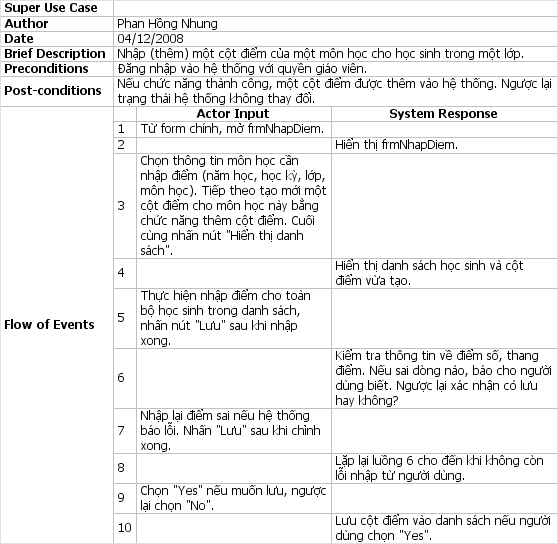 Super Use Case
Author Phan Hồng Nhung
Date 04/12/2008
Brief Description Nhập (thêm) một cột điểm của một môn học cho học sinh trong một lớp.
Preconditions Đăng nhập vào hệ thống với quyền giáo viên.
Post-conditions Nếu chức năng thành công, một cột điểm được thêm vào hệ thống. Ngược lại
trạng thái hệ thống không thay đổi.
Flow of Events
Actor Input System Response
1 Từ form chính, mở frmNhapDiem.
2 Hiển thị frmNhapDiem.
3 Chọn thông tin môn học cần
nhập điểm (năm học, học kỳ, lớp,
môn học). Tiếp theo tạo mới một
cột điểm cho môn học này bằng
chức năng thêm cột điểm. Cuối
cùng nhấn nút "Hiển thị danh
sách".
4 Hiển thị danh sách học sinh và cột
điểm vừa tạo.
5 Thực hiện nhập điểm cho toàn
bộ học sinh trong danh sách,
nhấn nút "Lưu" sau khi nhập
xong.
6 Kiểm tra thông tin về điểm số, thang
điểm. Nếu sai dòng nào, báo cho người
dùng biết. Ngược lại xác nhận có lưu
hay không?
7 Nhập lại điểm sai nếu hệ thống
báo lỗi. Nhấn "Lưu" sau khi chỉnh
xong.
8 Lặp lại luồng 6 cho đến khi không còn
lỗi nhập từ người dùng.
9 Chọn "Yes" nếu muốn lưu, ngược
lại chọn "No".
10 Lưu cột điểm vào danh sách nếu người
dùng chọn "Yes".